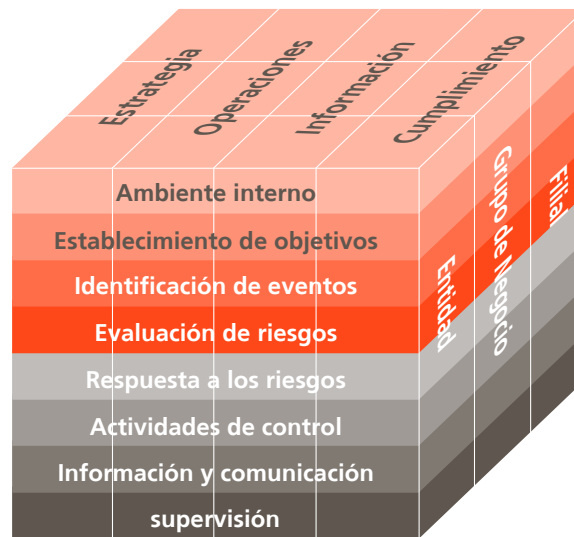 Estrategia
Operaciones
Información
Cumplimiento
Ambiente interno
Establecimiento de objetivos
Identificación de eventos
Evaluación de riesgos
Respuesta a los riesgos
Actividades de control
Información y comunicación
supervisión
Entidad
Grupo de Negocio
Filial